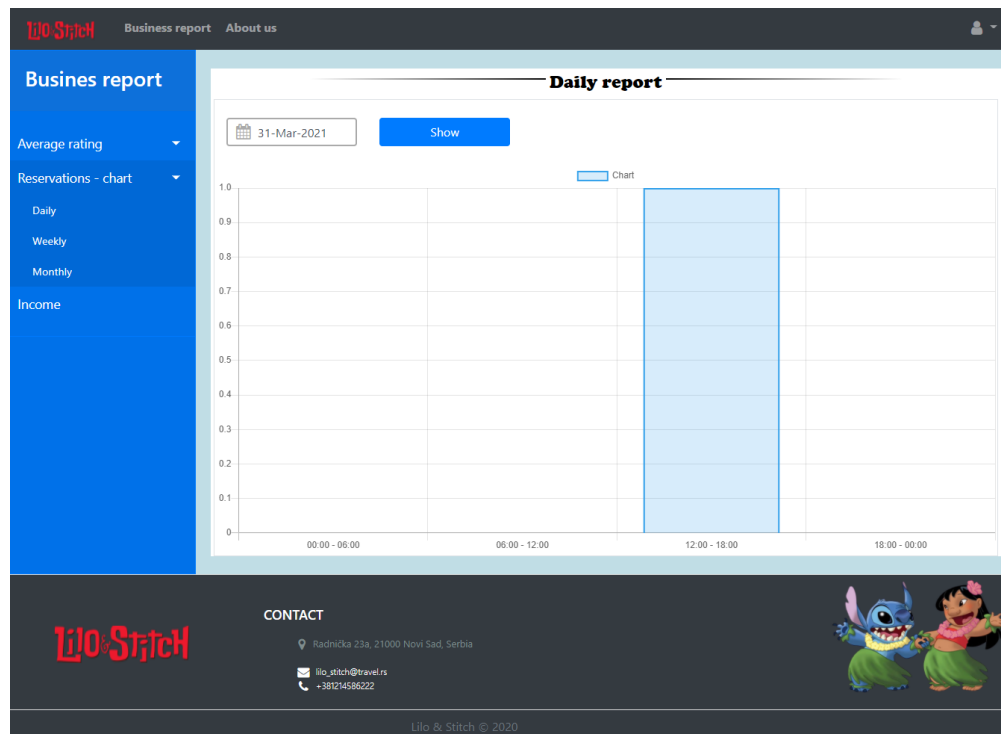 Lilo & Stitch Business report About us
Busines report
Average rating
Reservations - chart
Daily
Weekly
Monthly
Income
Daily report
31-Mar-2021 Show
Chart
1.0
0.9
0.8
0.7
0.6
0.5
0.4
0.3
0.2
0.1
0
00:00 - 06:00 06:00 - 12:00 12:00 - 18:00 18:00 - 00:00
Lilo & Stitch
CONTACT
Radnička 23a, 21000 Novi Sad, Serbia
lilo_stitch@travel.rs
+381214586222
Lilo & Stitch © 2020